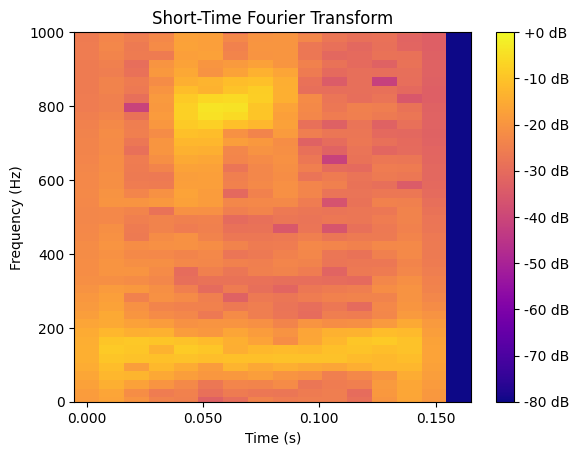 Short-Time Fourier Transform
Frequency (Hz)
1000
800
600
400
200
0
0.000
0.050
0.100
0.150
Time (s)
+0 dB
-10 dB
-20 dB
-30 dB
-40 dB
-50 dB
-60 dB
-70 dB
-80 dB